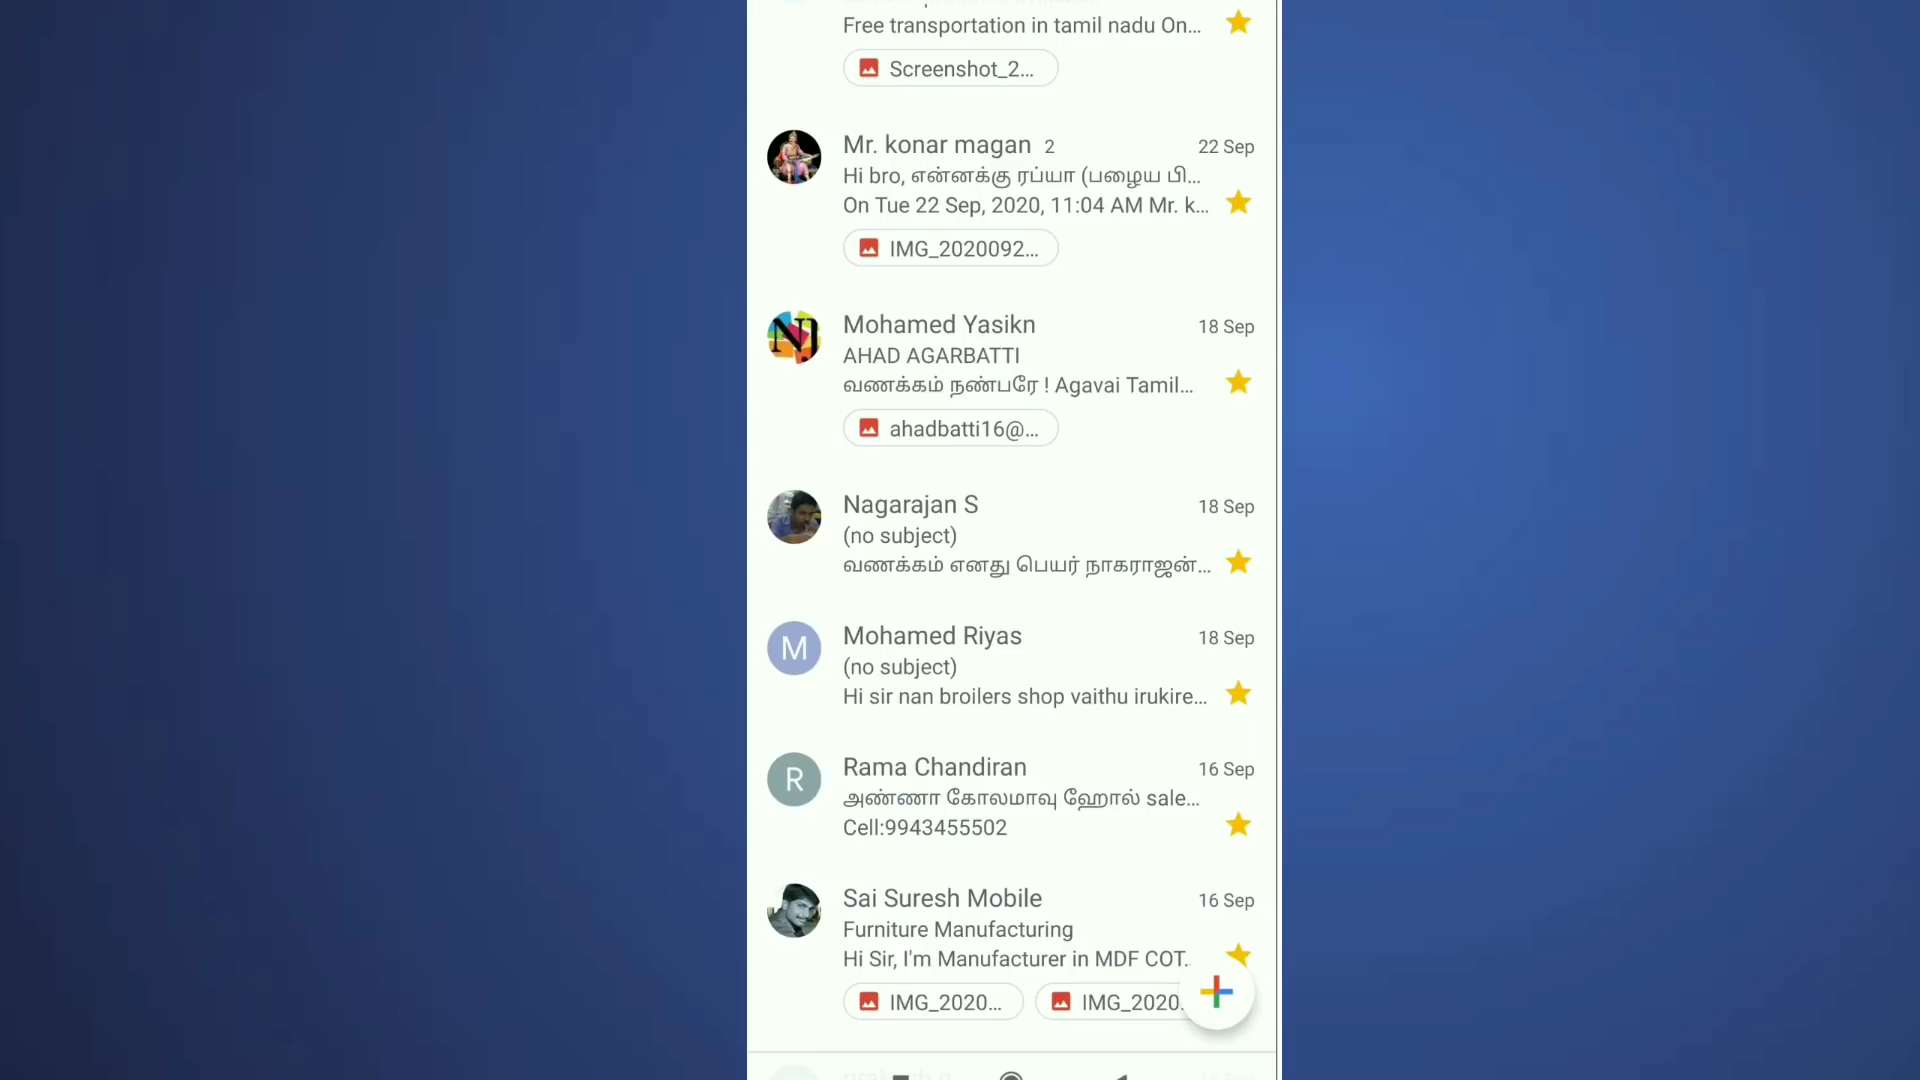 Free transportation in tamil nadu On...
Screenshot_2...
Mr. konar magan 2
22 Sep
Hi bro, என்னக்கு ரப்யா (பழைய பி...
On Tue 22 Sep, 2020, 11:04 AM Mr. k...
IMG_2020092...
NJ
Mohamed Yasikn
18 Sep
AHAD AGARBATTI
வணக்கம் நண்பரே ! Agavai Tamil...
ahadbatti16@...
Nagarajan S
18 Sep
(no subject)
வணக்கம் எனது பெயர் நாகராஜன்...
M
Mohamed Riyas
18 Sep
(no subject)
Hi sir nan broilers shop vaithu irukire...
R
Rama Chandiran
16 Sep
அண்ணா கோலமாவு ஹோல் sale...
Cell:9943455502
Sai Suresh Mobile
16 Sep
Furniture Manufacturing
Hi Sir, I'm Manufacturer in MDF COT..
IMG_2020...
IMG_2020